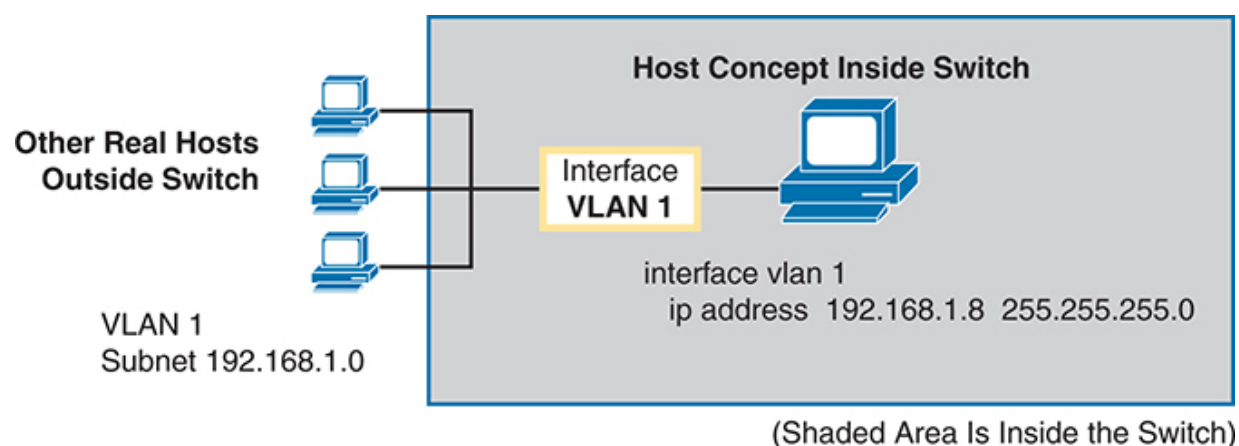 Host Concept Inside Switch
Other Real Hosts
Outside Switch
Interface
VLAN 1
interface vlan 1
ip address 192.168.1.8 255.255.255.0
VLAN 1
Subnet 192.168.1.0
(Shaded Area Is Inside the Switch)